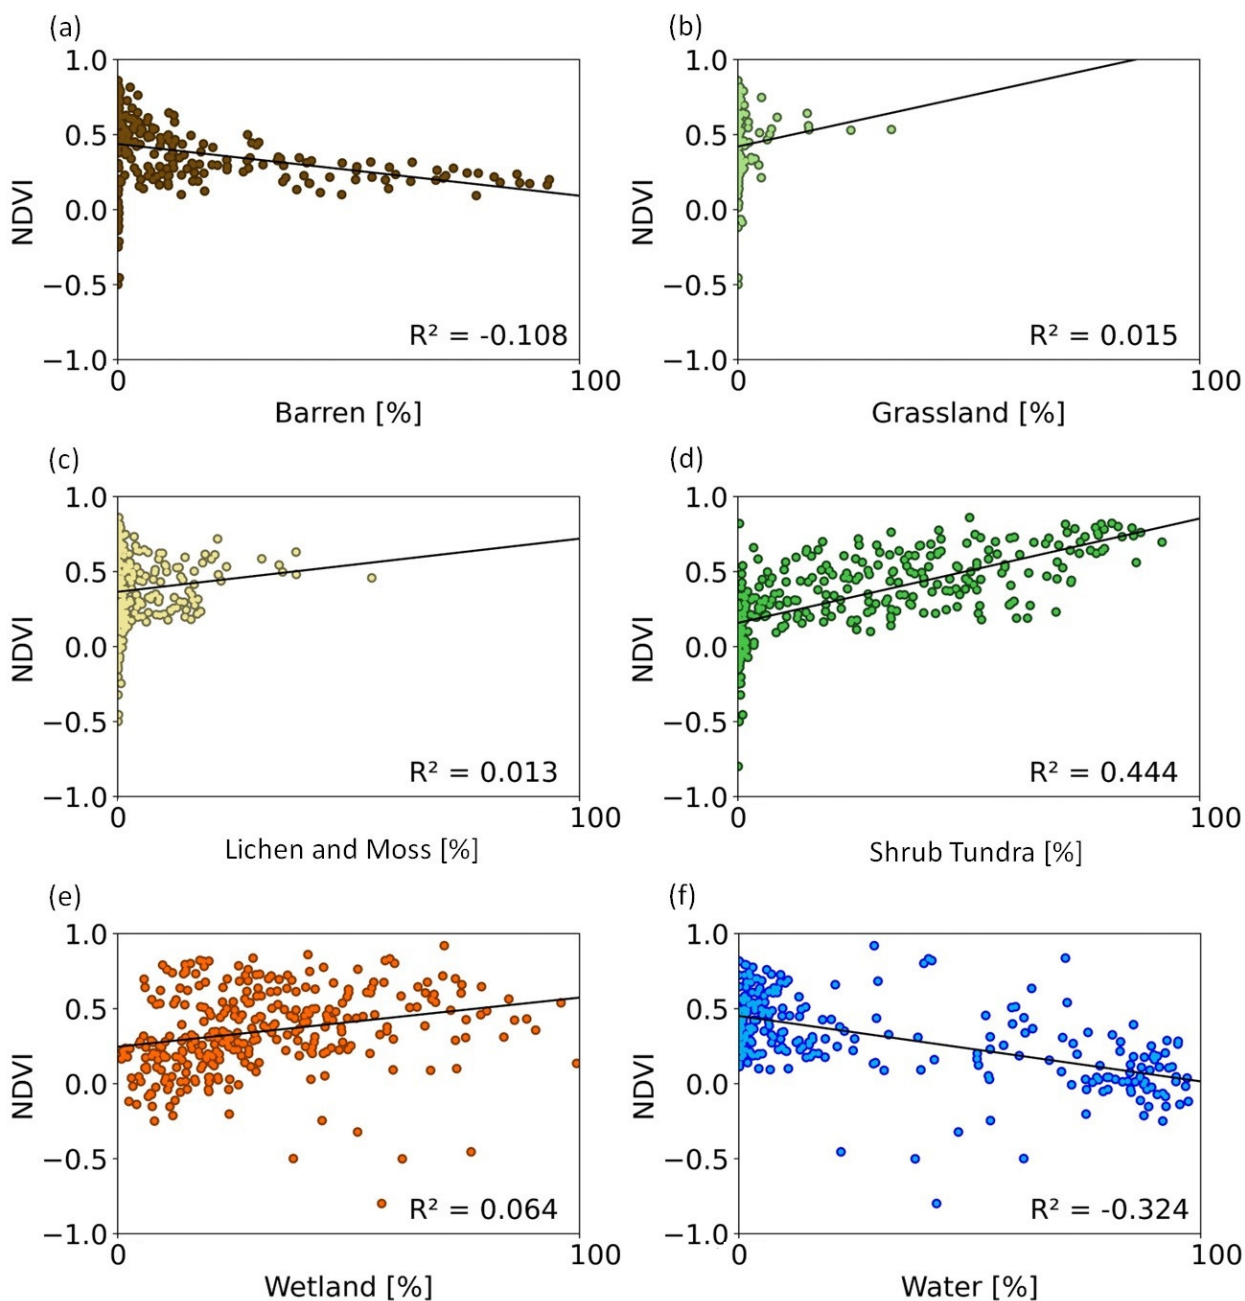 (a)
1.0
0.5
0.0
−0.5
−1.0
NDVI
R² = -0.108
0 100
Barren [%]
(b)
1.0
0.5
0.0
−0.5
−1.0
NDVI
R² = 0.015
0 100
Grassland [%]
(c)
1.0
0.5
0.0
−0.5
−1.0
NDVI
R² = 0.013
0 100
Lichen and Moss [%]
(d)
1.0
0.5
0.0
−0.5
−1.0
NDVI
R² = 0.444
0 100
Shrub Tundra [%]
(e)
1.0
0.5
0.0
−0.5
−1.0
NDVI
R² = 0.064
0 100
Wetland [%]
(f)
1.0
0.5
0.0
−0.5
−1.0
NDVI
R² = -0.324
0 100
Water [%]